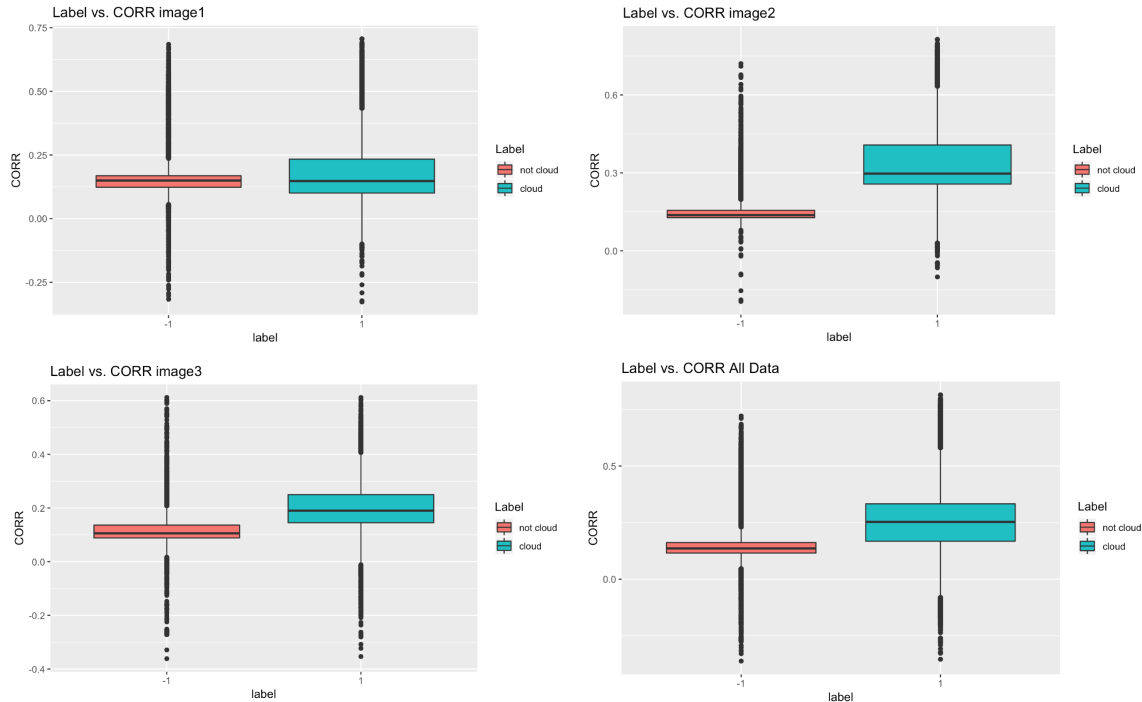 Label vs. CORR image1
0.75
0.50
0.25
0.00
-0.25
CORR
-1
1
label
Label
not cloud
cloud
Label vs. CORR image2
0.6
0.3
0.0
CORR
-1
1
label
Label
not cloud
cloud
Label vs. CORR image3
0.6
0.4
0.2
0.0
-0.2
-0.4
CORR
-1
1
label
Label
not cloud
cloud
Label vs. CORR All Data
0.5
0.0
CORR
-1
1
label
Label
not cloud
cloud